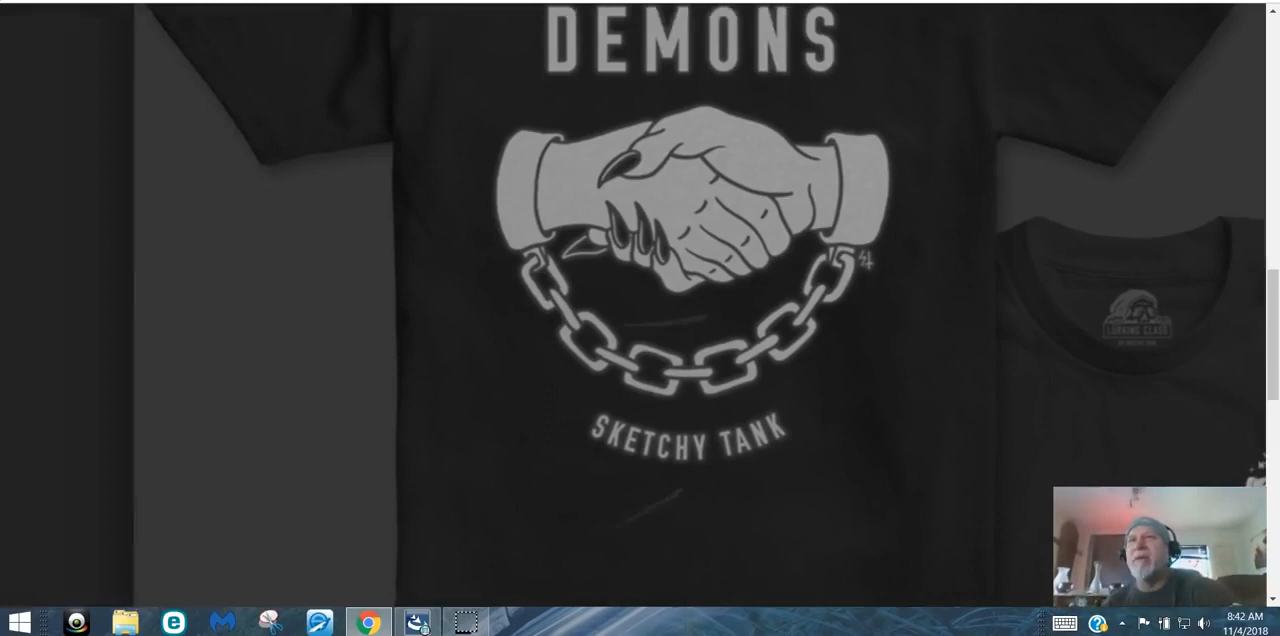 DEMONS
LURKING CLASS
SKETCHY TANK
8:42 AM
11/4/2018